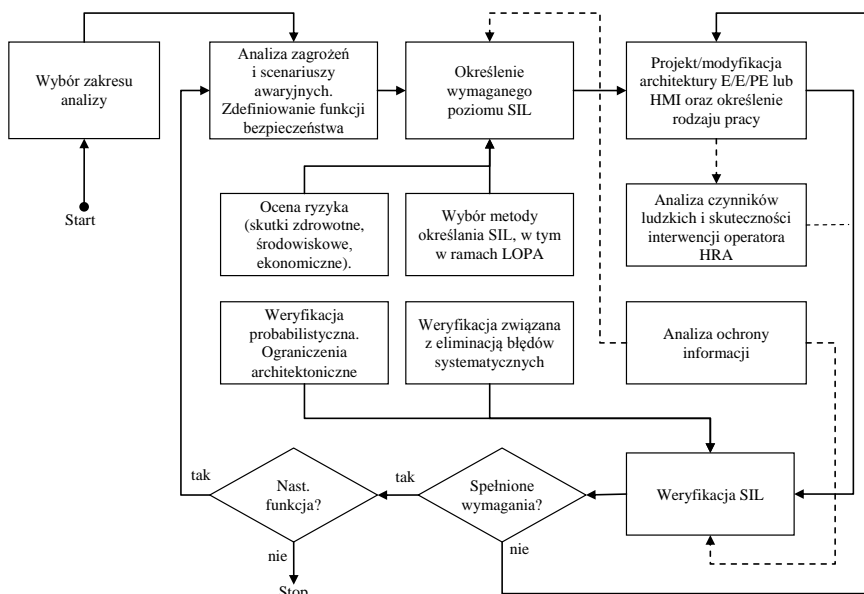 Wybór zakresu
analizy
Start
Analiza zagrożeń
i scenariuszy
awaryjnych.
Zdefiniowanie funkcji
bezpieczeństwa
Określenie
wymaganego
poziomu SIL
Projekt/modyfikacja
architektury E/E/PE lub
HMI oraz określenie
rodzaju pracy
Ocena ryzyka
(skutki zdrowotne,
środowiskowe,
ekonomiczne).
Wybór metody
określania SIL, w tym
w ramach LOPA
Analiza czynników
ludzkich i skuteczności
interwencji operatora
HRA
Weryfikacja
probabilistyczna.
Ograniczenia
architektoniczne
Weryfikacja związana
z eliminacją błędów
systematycznych
Analiza ochrony
informacji
tak
Nast.
funkcja?
nie
Stop
tak
Spełnione
wymagania?
nie
Weryfikacja SIL